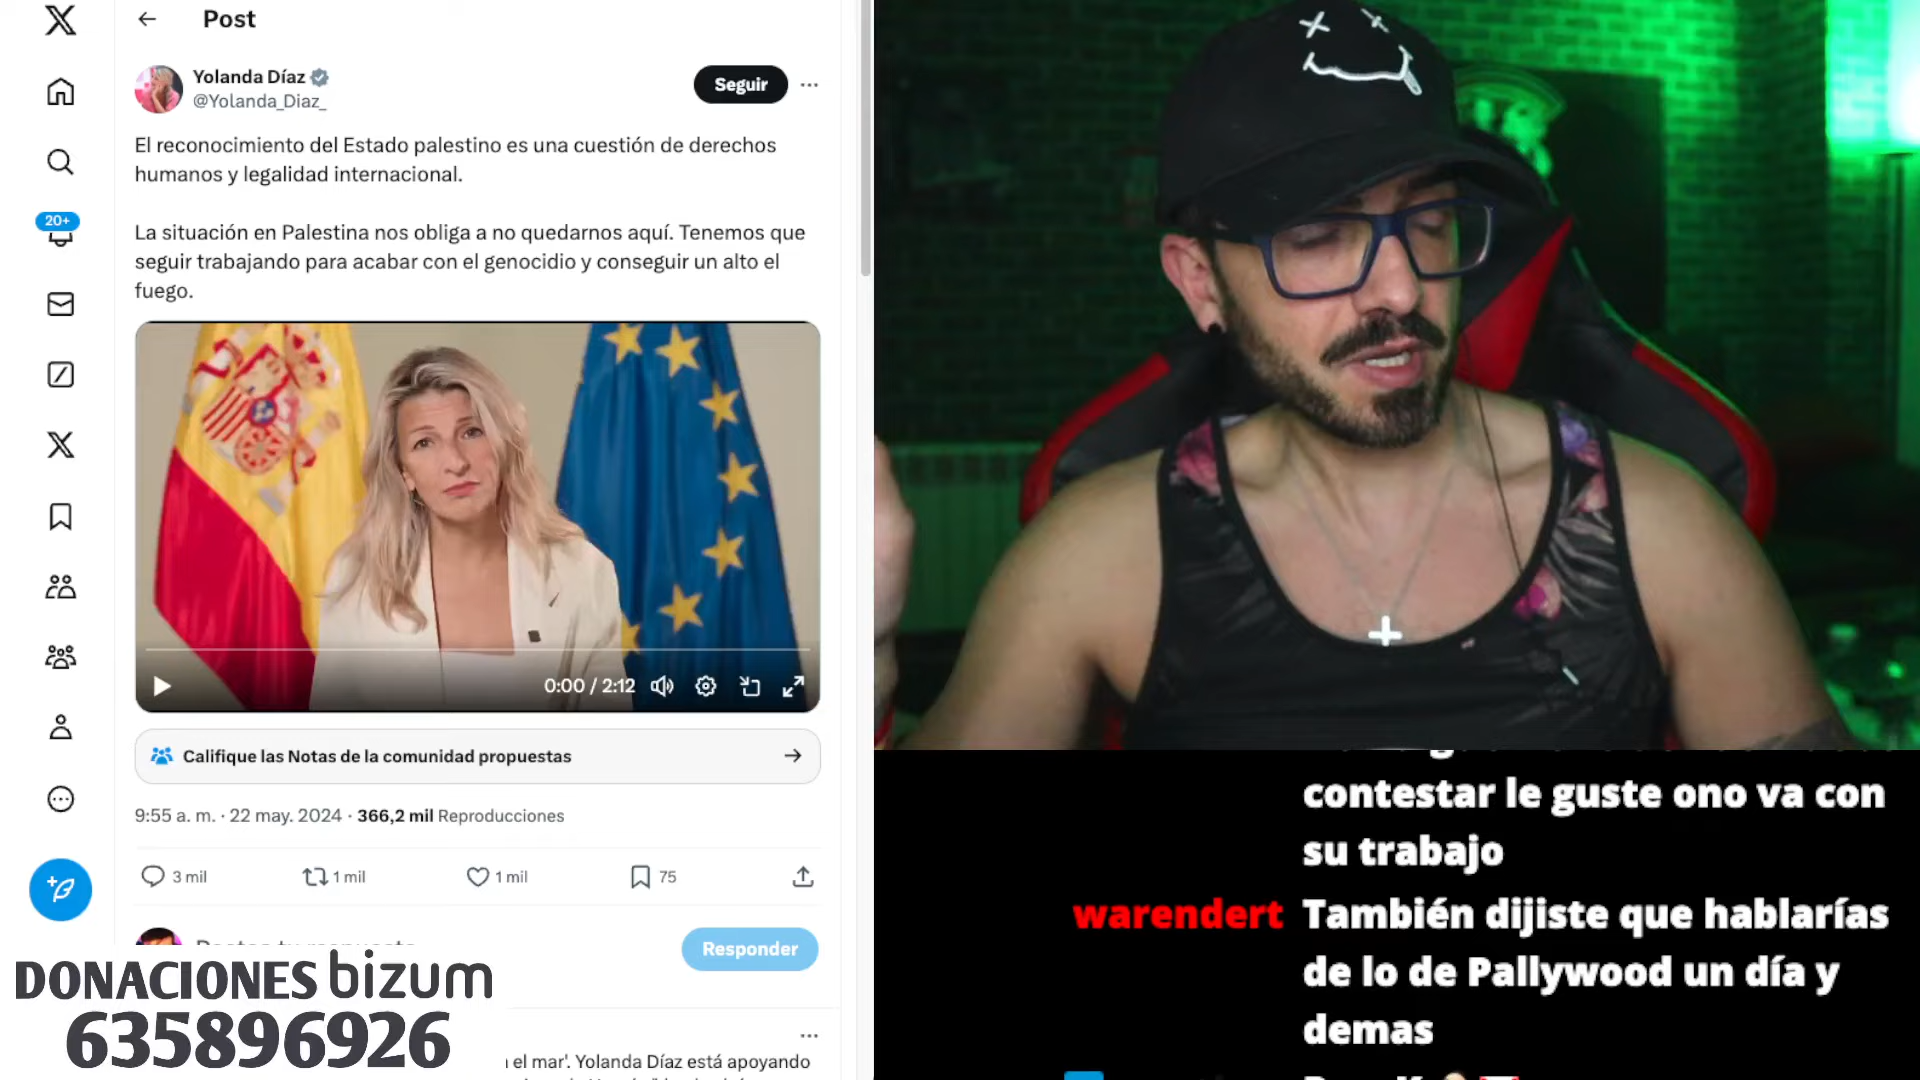 Post
Yolanda Díaz
@Yolanda_Diaz_
Seguir
El reconocimiento del Estado palestino es una cuestión de derechos
humanos y legalidad internacional.
La situación en Palestina nos obliga a no quedarnos aquí. Tenemos que
seguir trabajando para acabar con el genocidio y conseguir un alto el
fuego.
20+
0:00 / 2:12
Califique las Notas de la comunidad propuestas
9:55 a. m. · 22 may. 2024 · 366,2 mil Reproducciones
3 mil
1 mil
1 mil
75
Responder
DONACIONES bizum
635896926
el mar'. Yolanda Díaz está apoyando
contestar le guste ono va con
su trabajo
warendert También dijiste que hablarías
de lo de Pallywood un día y
demas